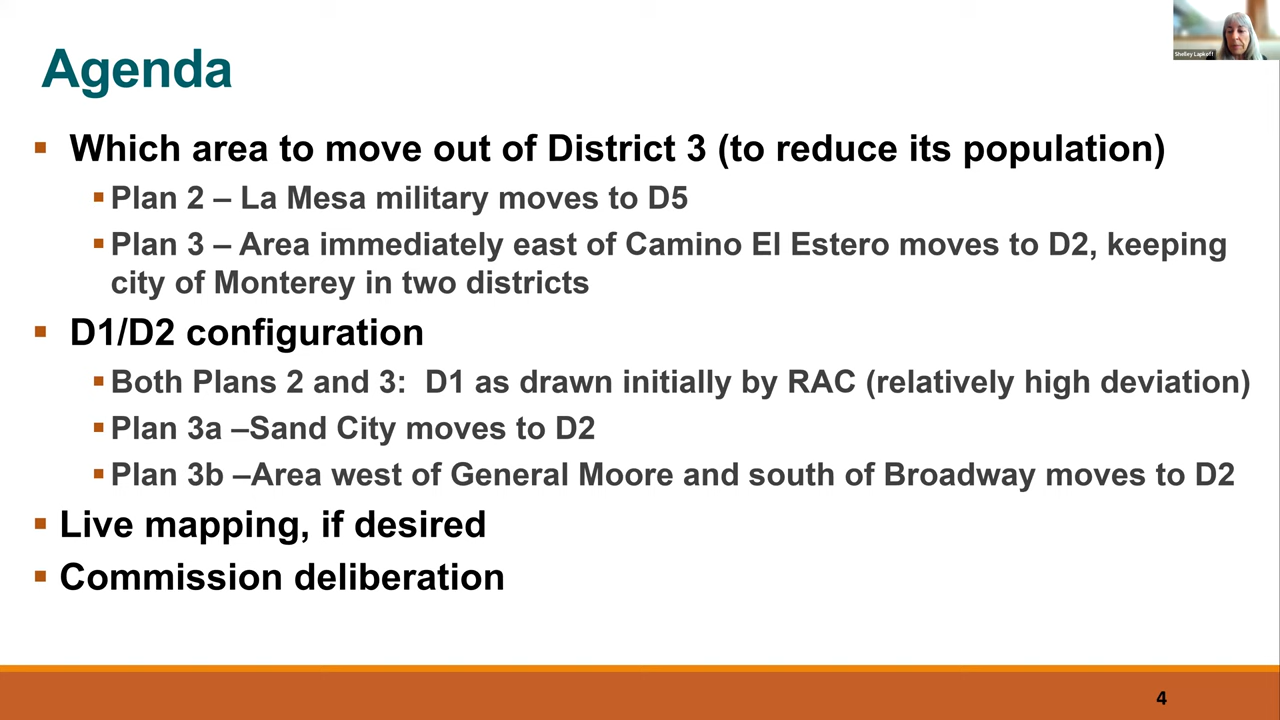 Shelley Lapkoff
Agenda
▪ Which area to move out of District 3 (to reduce its population)
▪ Plan 2 – La Mesa military moves to D5
▪ Plan 3 – Area immediately east of Camino El Estero moves to D2, keeping
city of Monterey in two districts
▪ D1/D2 configuration
▪ Both Plans 2 and 3: D1 as drawn initially by RAC (relatively high deviation)
▪ Plan 3a –Sand City moves to D2
▪ Plan 3b –Area west of General Moore and south of Broadway moves to D2
▪ Live mapping, if desired
▪ Commission deliberation
4